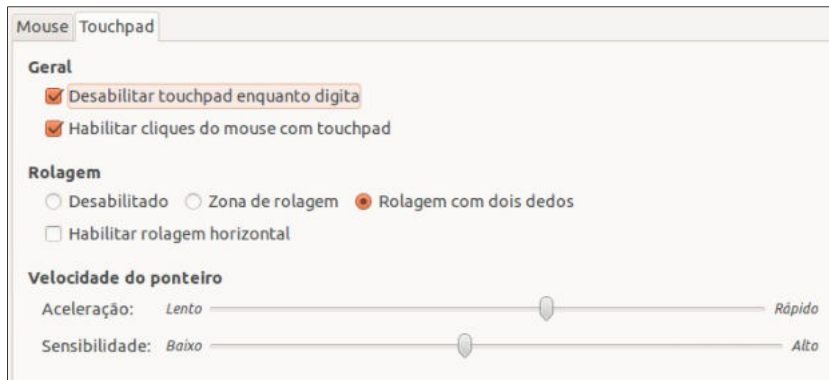 Mouse Touchpad
Geral
Desabilitar touchpad enquanto digita
Habilitar cliques do mouse com touchpad
Rolagem
Desabilitado Zona de rolagem Rolagem com dois dedos
Habilitar rolagem horizontal
Velocidade do ponteiro
Aceleração: Lento Rápido
Sensibilidade: Baixo Alto